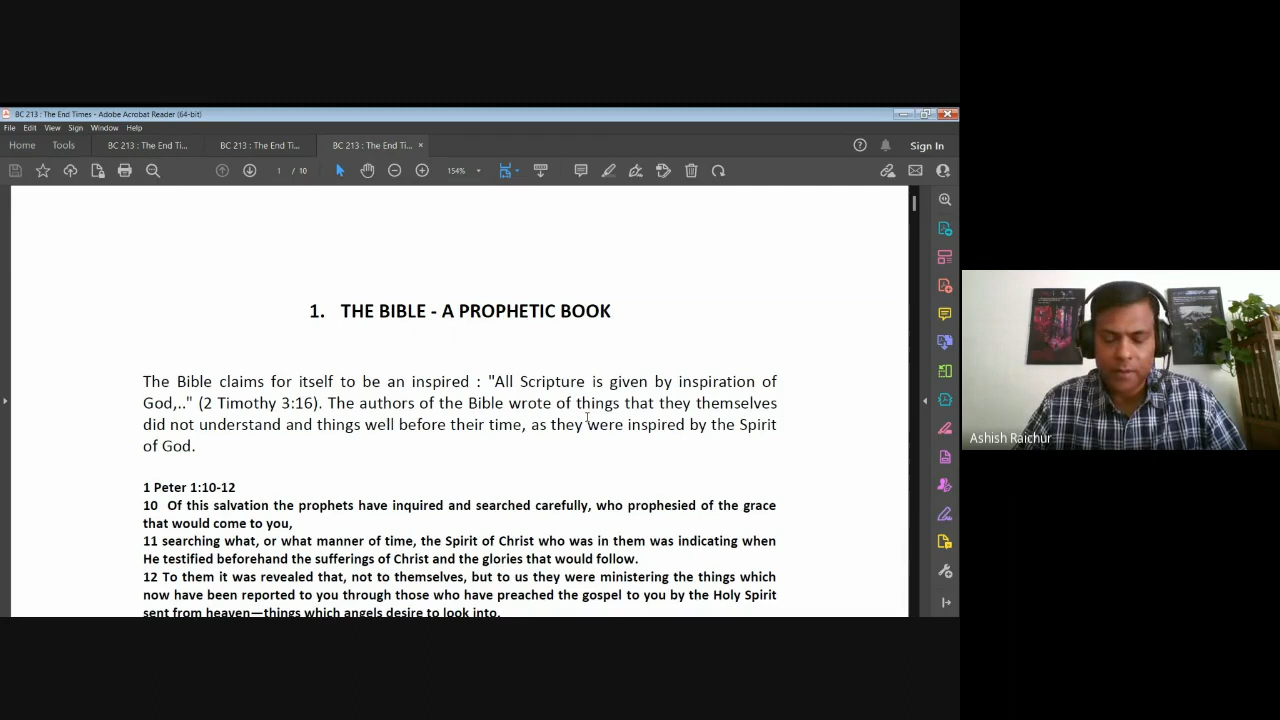 BC 213 : The End Times - Adobe Acrobat Reader (64-bit)
File Edit View Sign Window Help
Home Tools BC 213 : The End Ti... BC 213 : The End Ti... BC 213 : The End Ti... × Sign In
1 / 10 154%
1. THE BIBLE - A PROPHETIC BOOK
The Bible claims for itself to be an inspired : "All Scripture is given by inspiration of
God,.." (2 Timothy 3:16). The authors of the Bible wrote of things that they themselves
did not understand and things well before their time, as they were inspired by the Spirit
of God.
1 Peter 1:10-12
10 Of this salvation the prophets have inquired and searched carefully, who prophesied of the grace
that would come to you,
11 searching what, or what manner of time, the Spirit of Christ who was in them was indicating when
He testified beforehand the sufferings of Christ and the glories that would follow.
12 To them it was revealed that, not to themselves, but to us they were ministering the things which
now have been reported to you through those who have preached the gospel to you by the Holy Spirit
sent from heaven—things which angels desire to look into.
Ashish Raichur